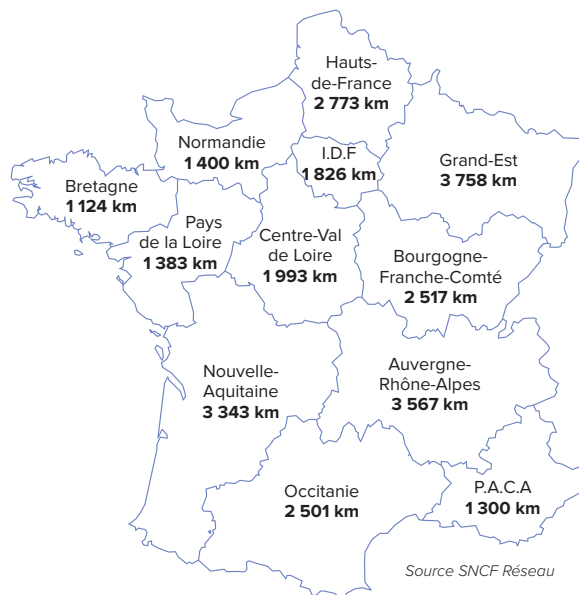 Hauts-
de-France
2 773 km
Normandie
1 400 km
I.D.F
1 826 km
Grand-Est
3 758 km
Bretagne
1 124 km
Pays
de la Loire
1 383 km
Centre-Val
de Loire
1 993 km
Bourgogne-
Franche-Comté
2 517 km
Nouvelle-
Aquitaine
3 343 km
Auvergne-
Rhône-Alpes
3 567 km
Occitanie
2 501 km
P.A.C.A
1 300 km
Source SNCF Réseau